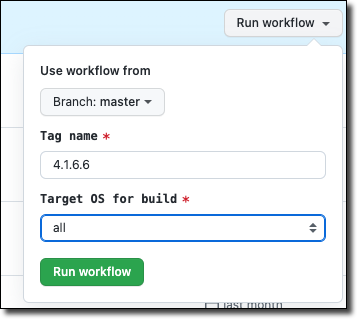 Run workflow
Use workflow from
Branch: master
Tag name *
4.1.6.6
Target OS for build *
all
Run workflow
last month